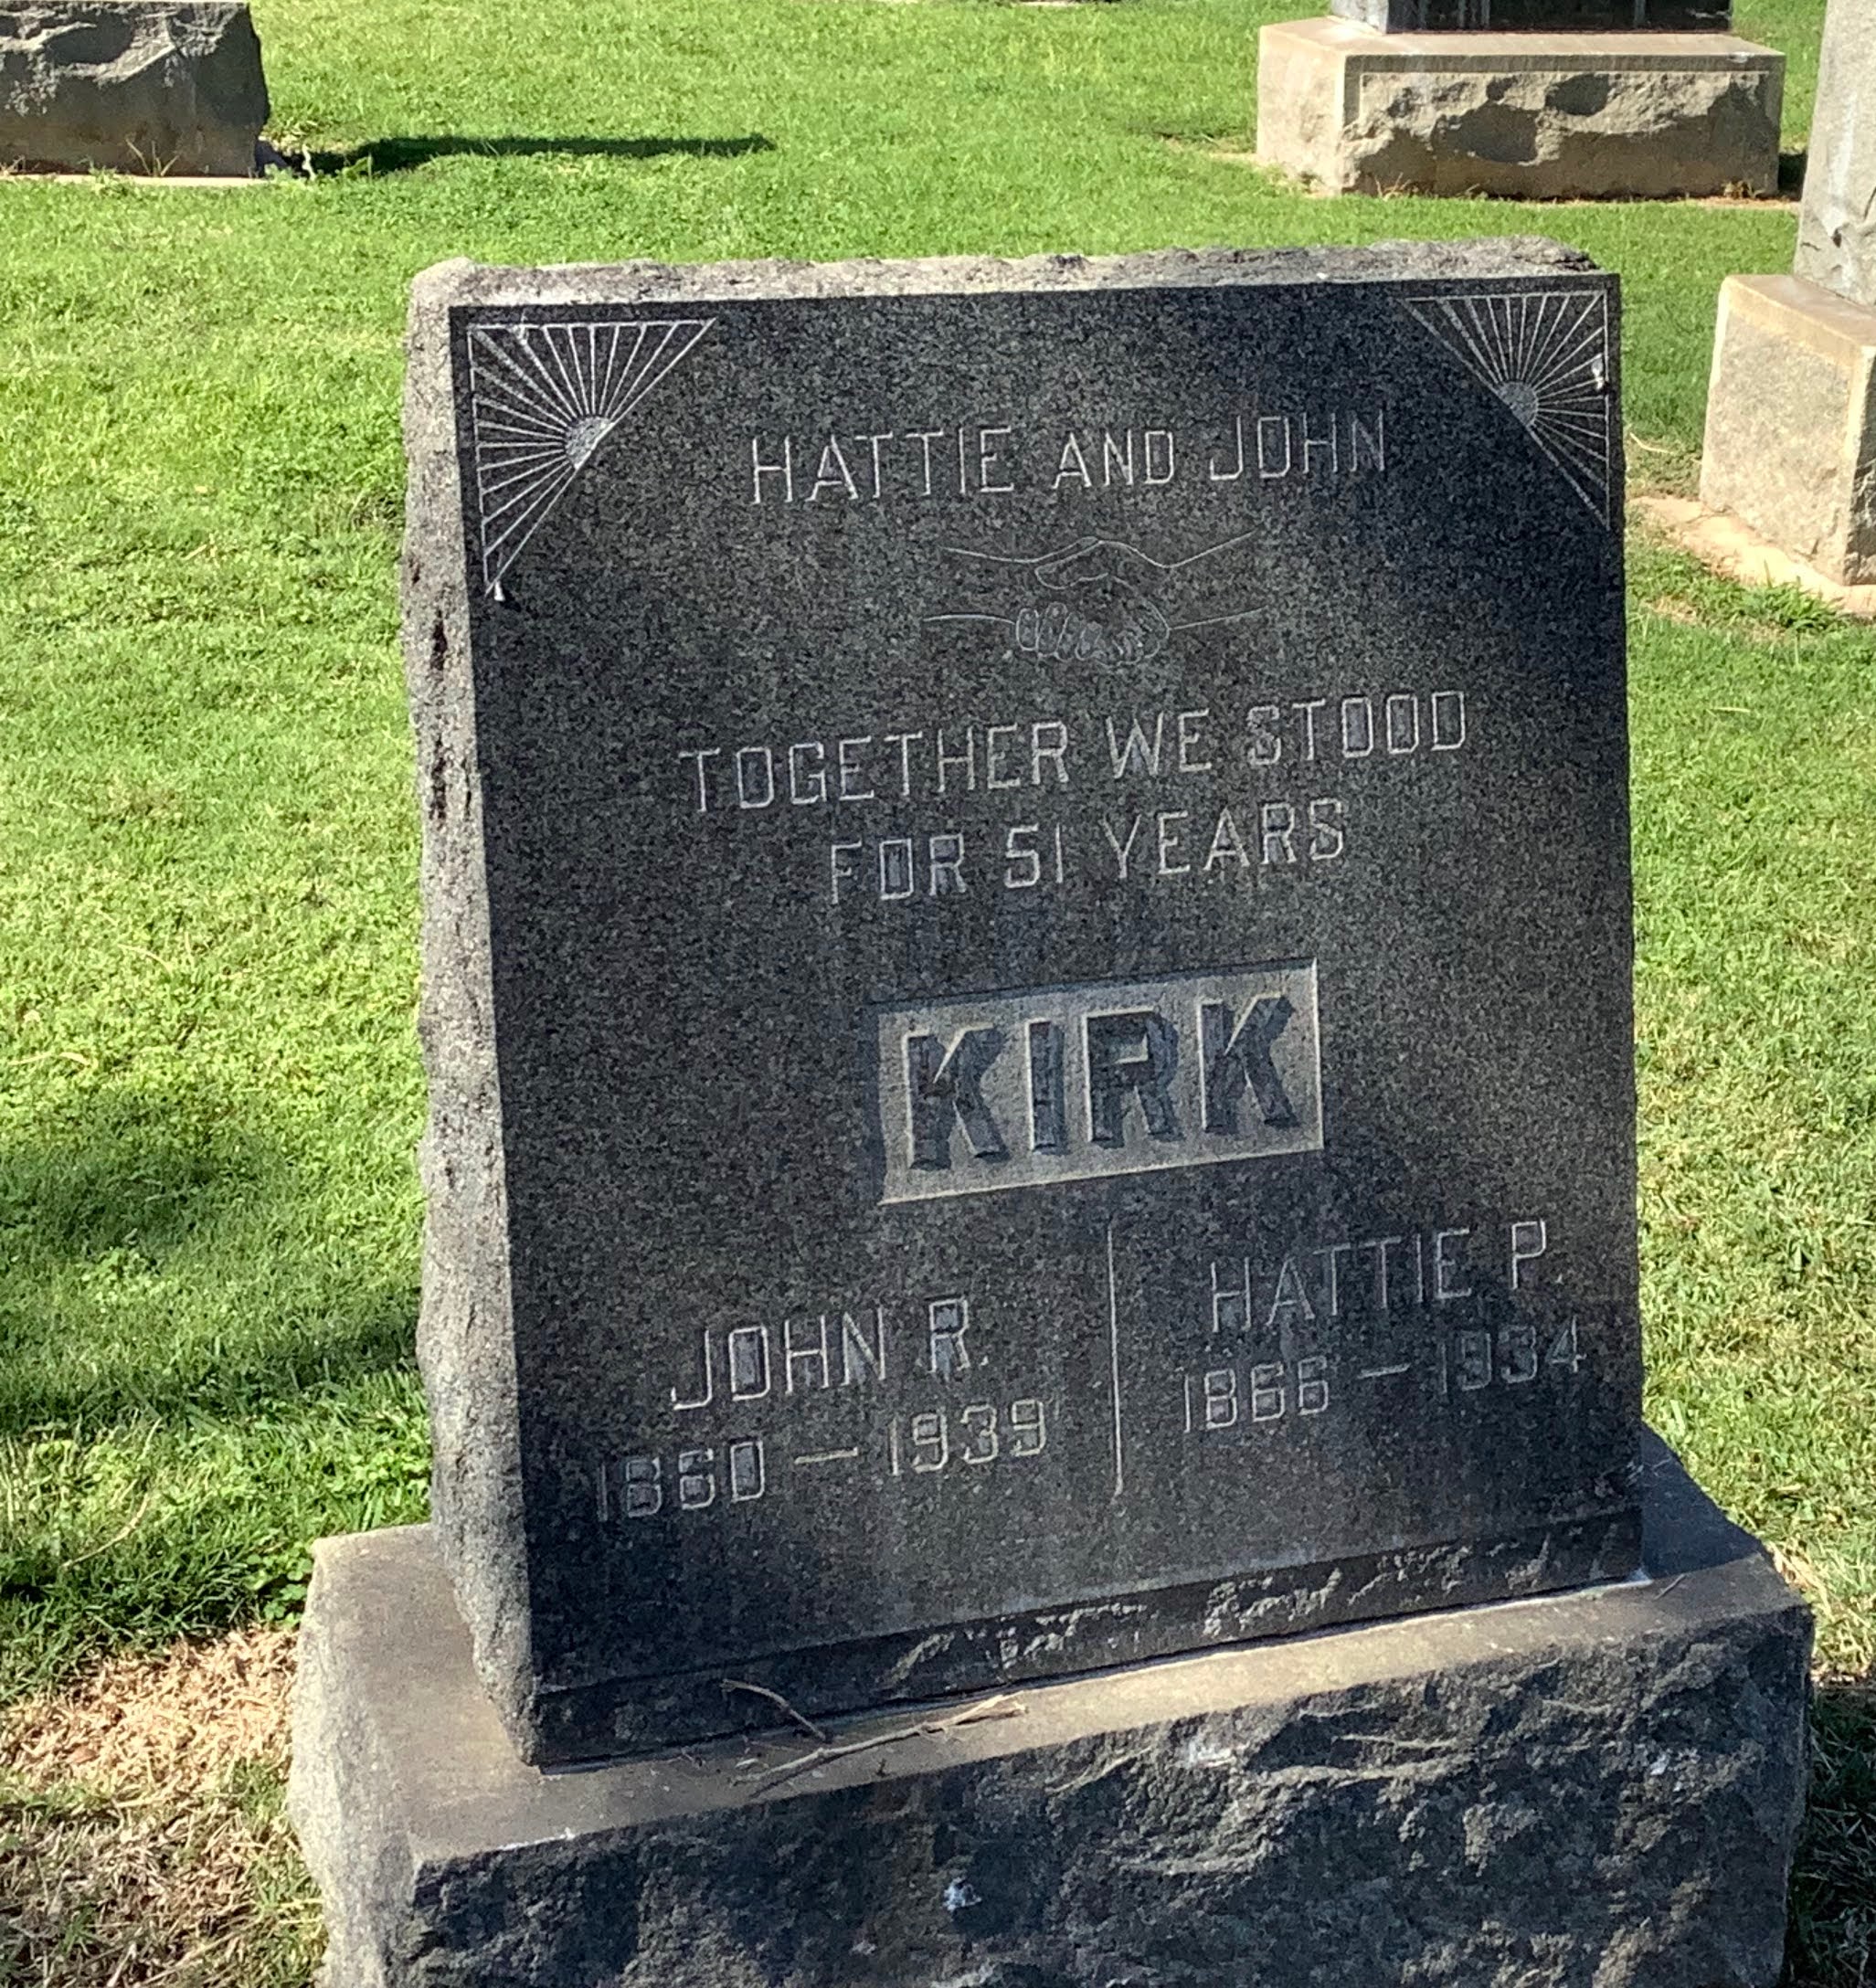 HATTIE AND JOHN
TOGETHER WE STOOD
FOR 51 YEARS
KIRK
JOHN R.
1860 — 1939
HATTIE P.
1866 — 1934